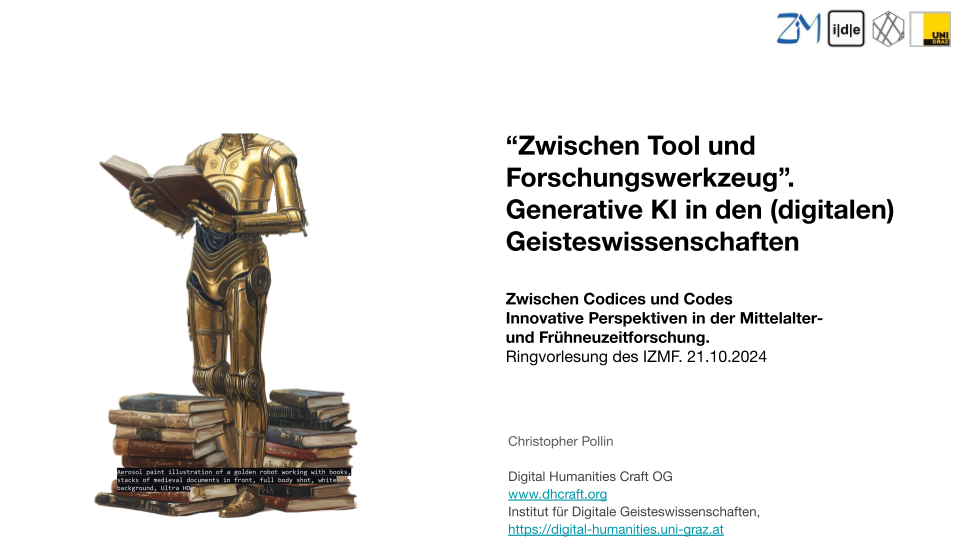 ZiM
i|d|e
UNI
GRAZ
“Zwischen Tool und
Forschungswerkzeug”.
Generative KI in den (digitalen)
Geisteswissenschaften
Zwischen Codices und Codes
Innovative Perspektiven in der Mittelalter-
und Frühneuzeitforschung.
Ringvorlesung des IZMF. 21.10.2024
Christopher Pollin
Digital Humanities Craft OG
www.dhcraft.org
Institut für Digitale Geisteswissenschaften,
https://digital-humanities.uni-graz.at
Aerosol paint illustration of a golden robot working with books,
stacks of medieval documents in front, full body shot, white
background, Ultra HD